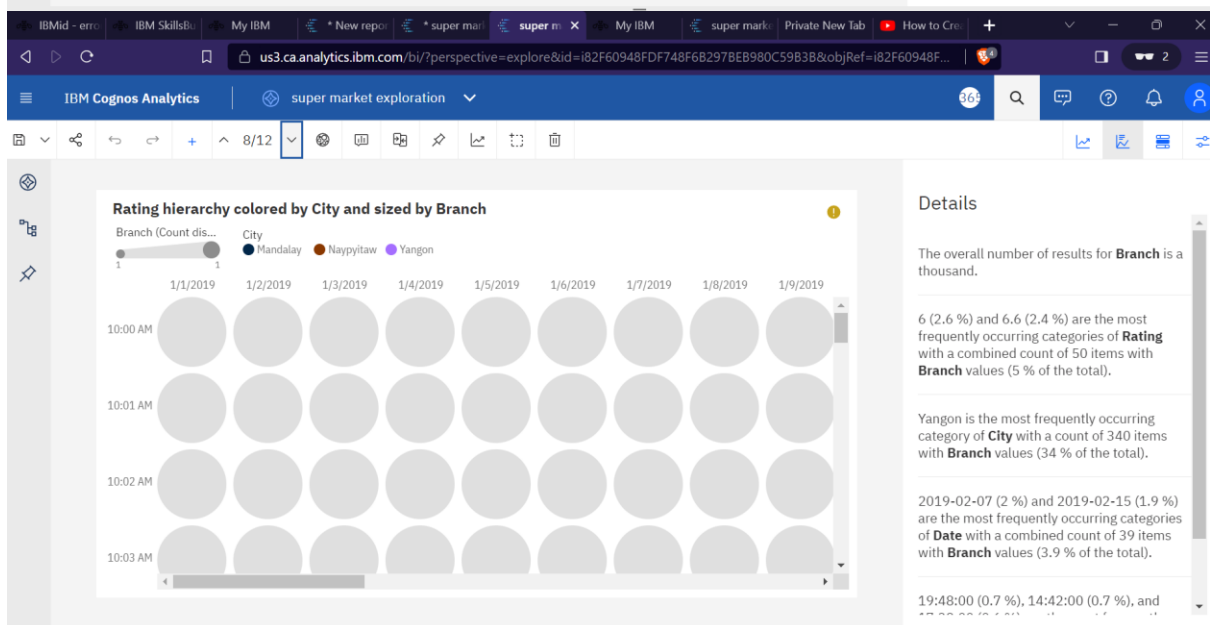 IBMid - erro
IBM SkillsBu
My IBM
* New repor
* super mark
super m
My IBM
super marke
Private New Tab
How to Crea
us3.ca.analytics.ibm.com/bi/?perspective=explore&id=i82F60948FDF748F6B297BEB980C59B3B&objRef=i82F60948F...
2
IBM Cognos Analytics
super market exploration
365
8/12
Rating hierarchy colored by City and sized by Branch
Branch (Count dis...
1 1
City
Mandalay Naypyitaw Yangon
1/1/2019 1/2/2019 1/3/2019 1/4/2019 1/5/2019 1/6/2019 1/7/2019 1/8/2019 1/9/2019
10:00 AM
10:01 AM
10:02 AM
10:03 AM
Details
The overall number of results for Branch is a
thousand.
6 (2.6 %) and 6.6 (2.4 %) are the most
frequently occurring categories of Rating
with a combined count of 50 items with
Branch values (5 % of the total).
Yangon is the most frequently occurring
category of City with a count of 340 items
with Branch values (34 % of the total).
2019-02-07 (2 %) and 2019-02-15 (1.9 %)
are the most frequently occurring categories
of Date with a combined count of 39 items
with Branch values (3.9 % of the total).
19:48:00 (0.7 %), 14:42:00 (0.7 %), and